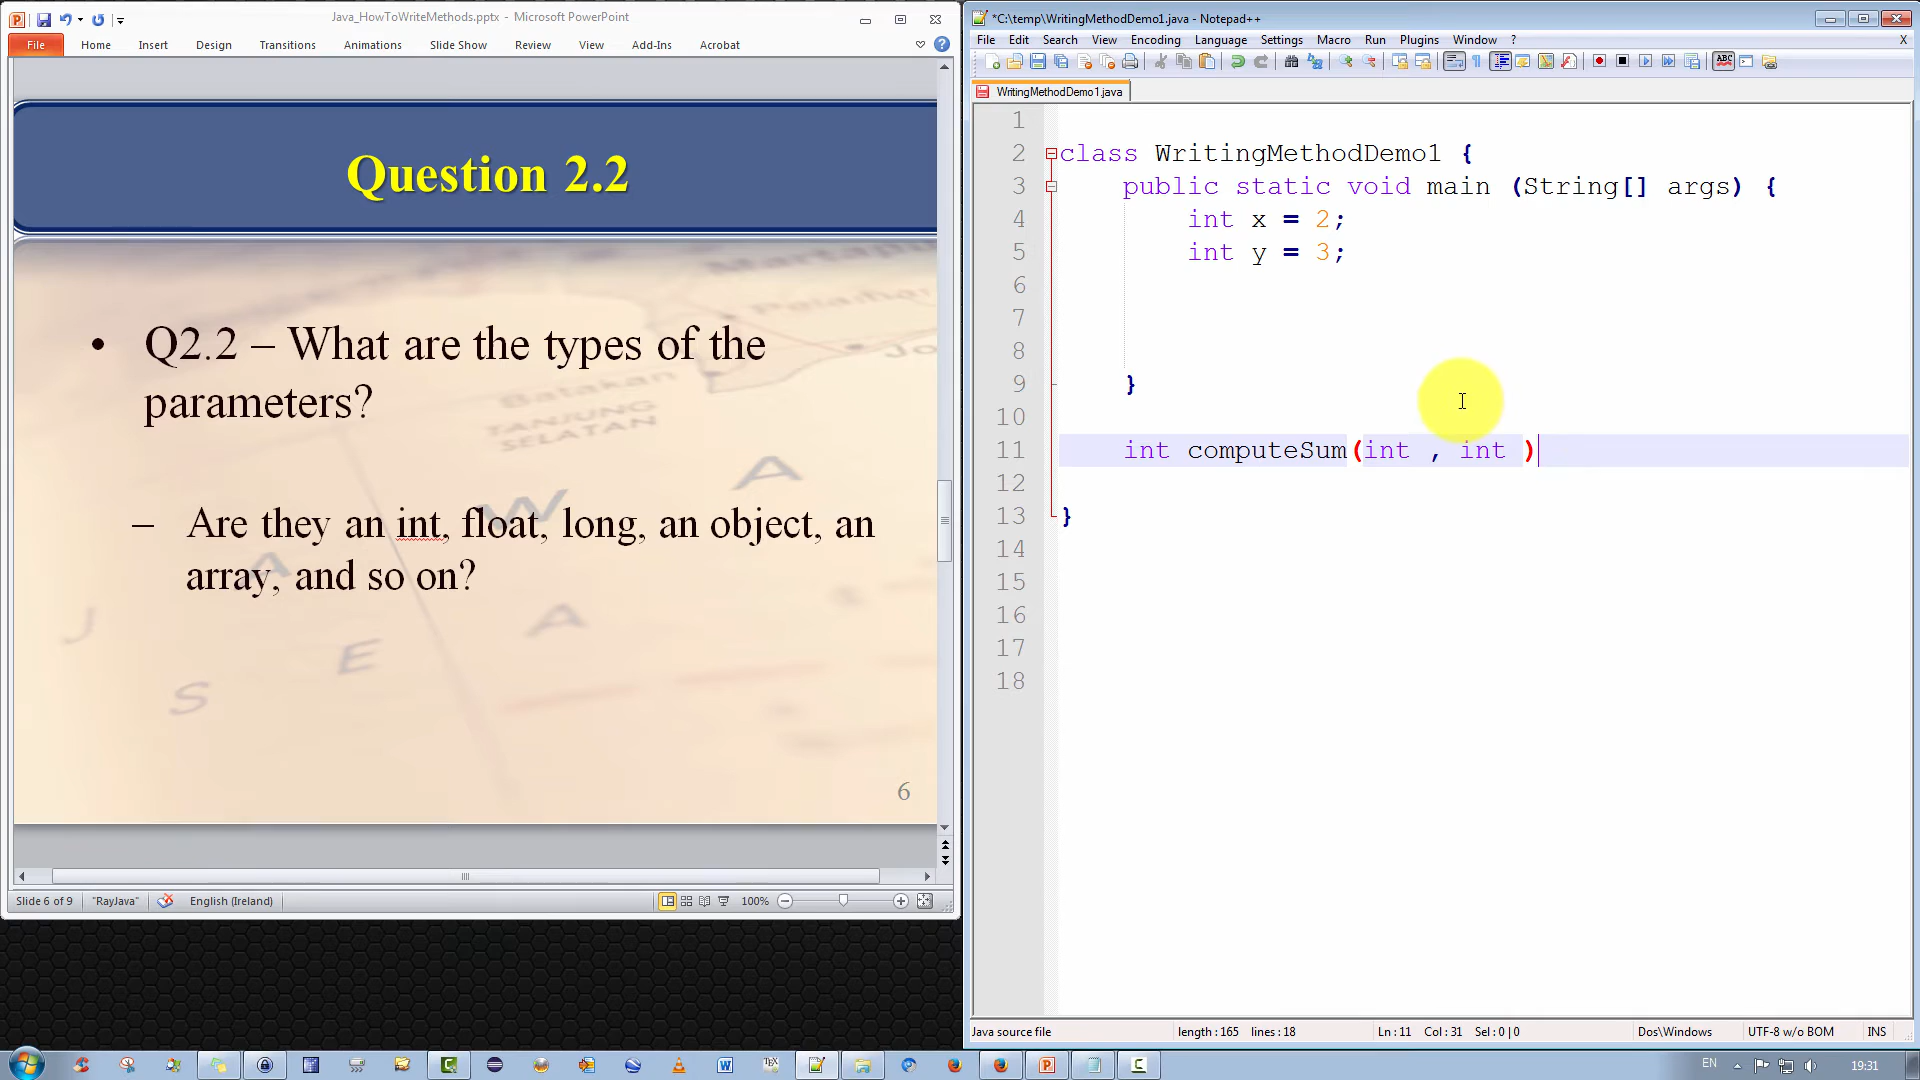 Java_HowToWriteMethods.pptx - Microsoft PowerPoint
File Home Insert Design Transitions Animations Slide Show Review View Add-Ins Acrobat
Question 2.2
• Q2.2 – What are the types of the
parameters?
– Are they an int, float, long, an object, an
array, and so on?
6
Slide 6 of 9 "RayJava" English (Ireland) 100%
*C:\temp\WritingMethodDemo1.java - Notepad++
File Edit Search View Encoding Language Settings Macro Run Plugins Window ? X
WritingMethodDemo1.java
1
2 class WritingMethodDemo1 {
3 public static void main (String[] args) {
4 int x = 2;
5 int y = 3;
6
7
8
9 }
10
11 int computeSum(int , int )
12
13 }
14
15
16
17
18
Java source file length : 165 lines : 18 Ln : 11 Col : 31 Sel : 0 | 0 Dos\Windows UTF-8 w/o BOM INS
EN 19:31